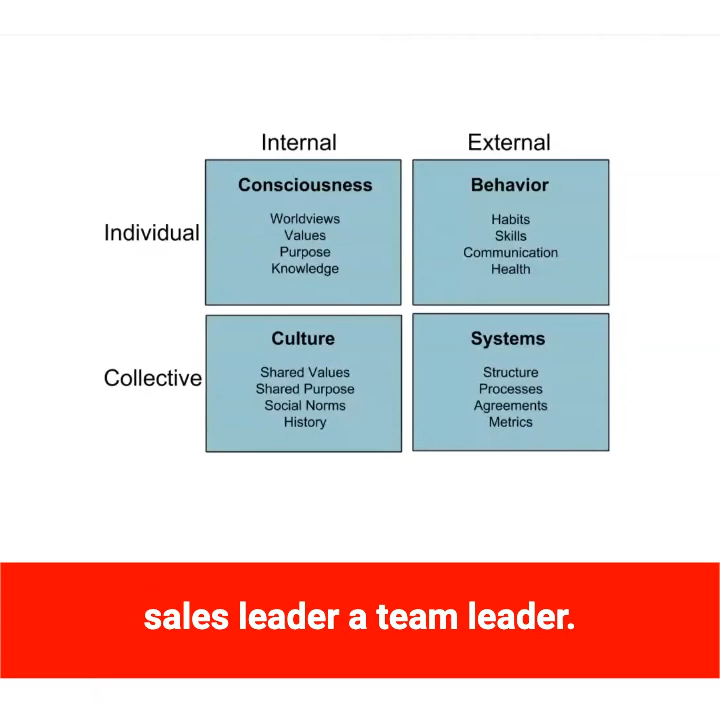 Internal
External
Individual
Consciousness
Worldviews
Values
Purpose
Knowledge
Behavior
Habits
Skills
Communication
Health
Collective
Culture
Shared Values
Shared Purpose
Social Norms
History
Systems
Structure
Processes
Agreements
Metrics
sales leader a team leader.